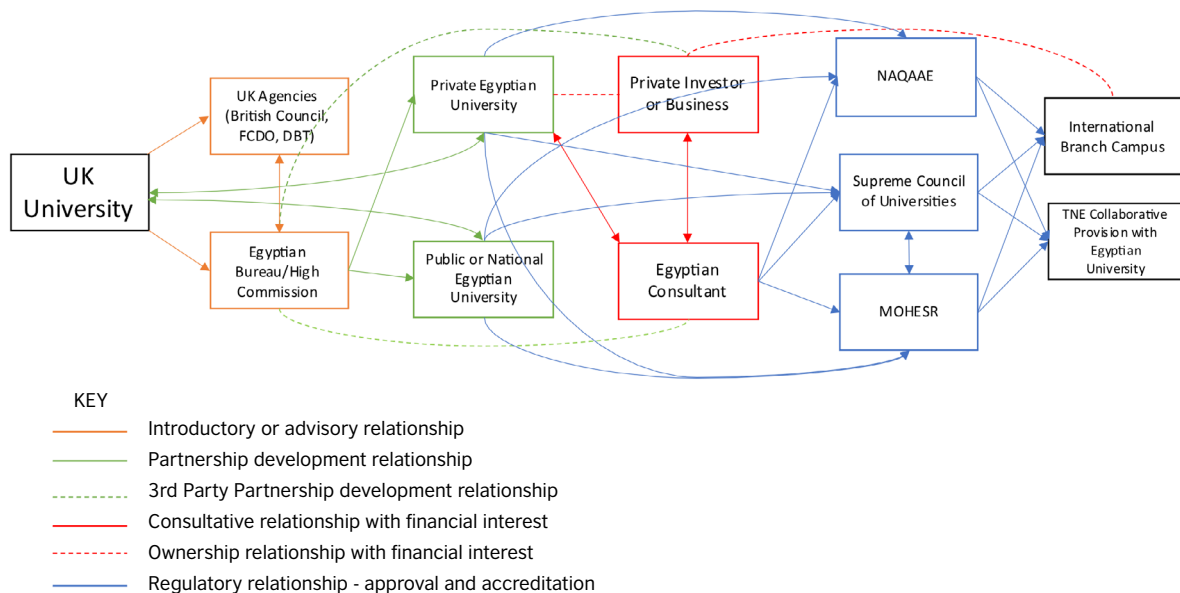 UK
University
UK Agencies
(British Council,
FCDO, DBT)
Egyptian
Bureau/High
Commission
Private Egyptian
University
Public or National
Egyptian
University
Private Investor
or Business
Egyptian
Consultant
NAQAAE
Supreme Council
of Universities
MOHESR
International
Branch Campus
TNE Collaborative
Provision with
Egyptian
University
KEY
Introductory or advisory relationship
Partnership development relationship
3rd Party Partnership development relationship
Consultative relationship with financial interest
Ownership relationship with financial interest
Regulatory relationship - approval and accreditation